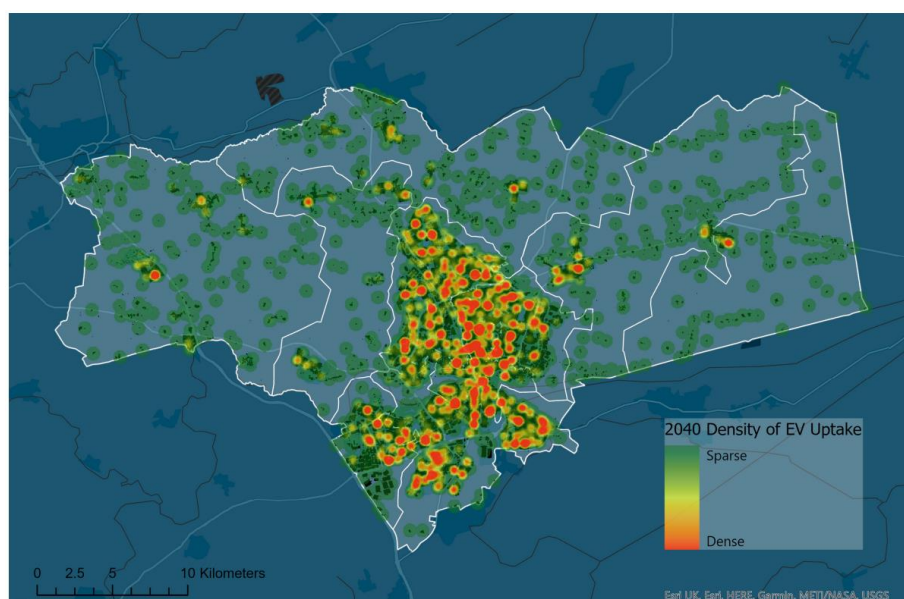 2040 Density of EV Uptake
Sparse
Dense
0 2.5 5 10 Kilometers
Esri UK, Esri, HERE, Garmin, METI/NASA, USGS